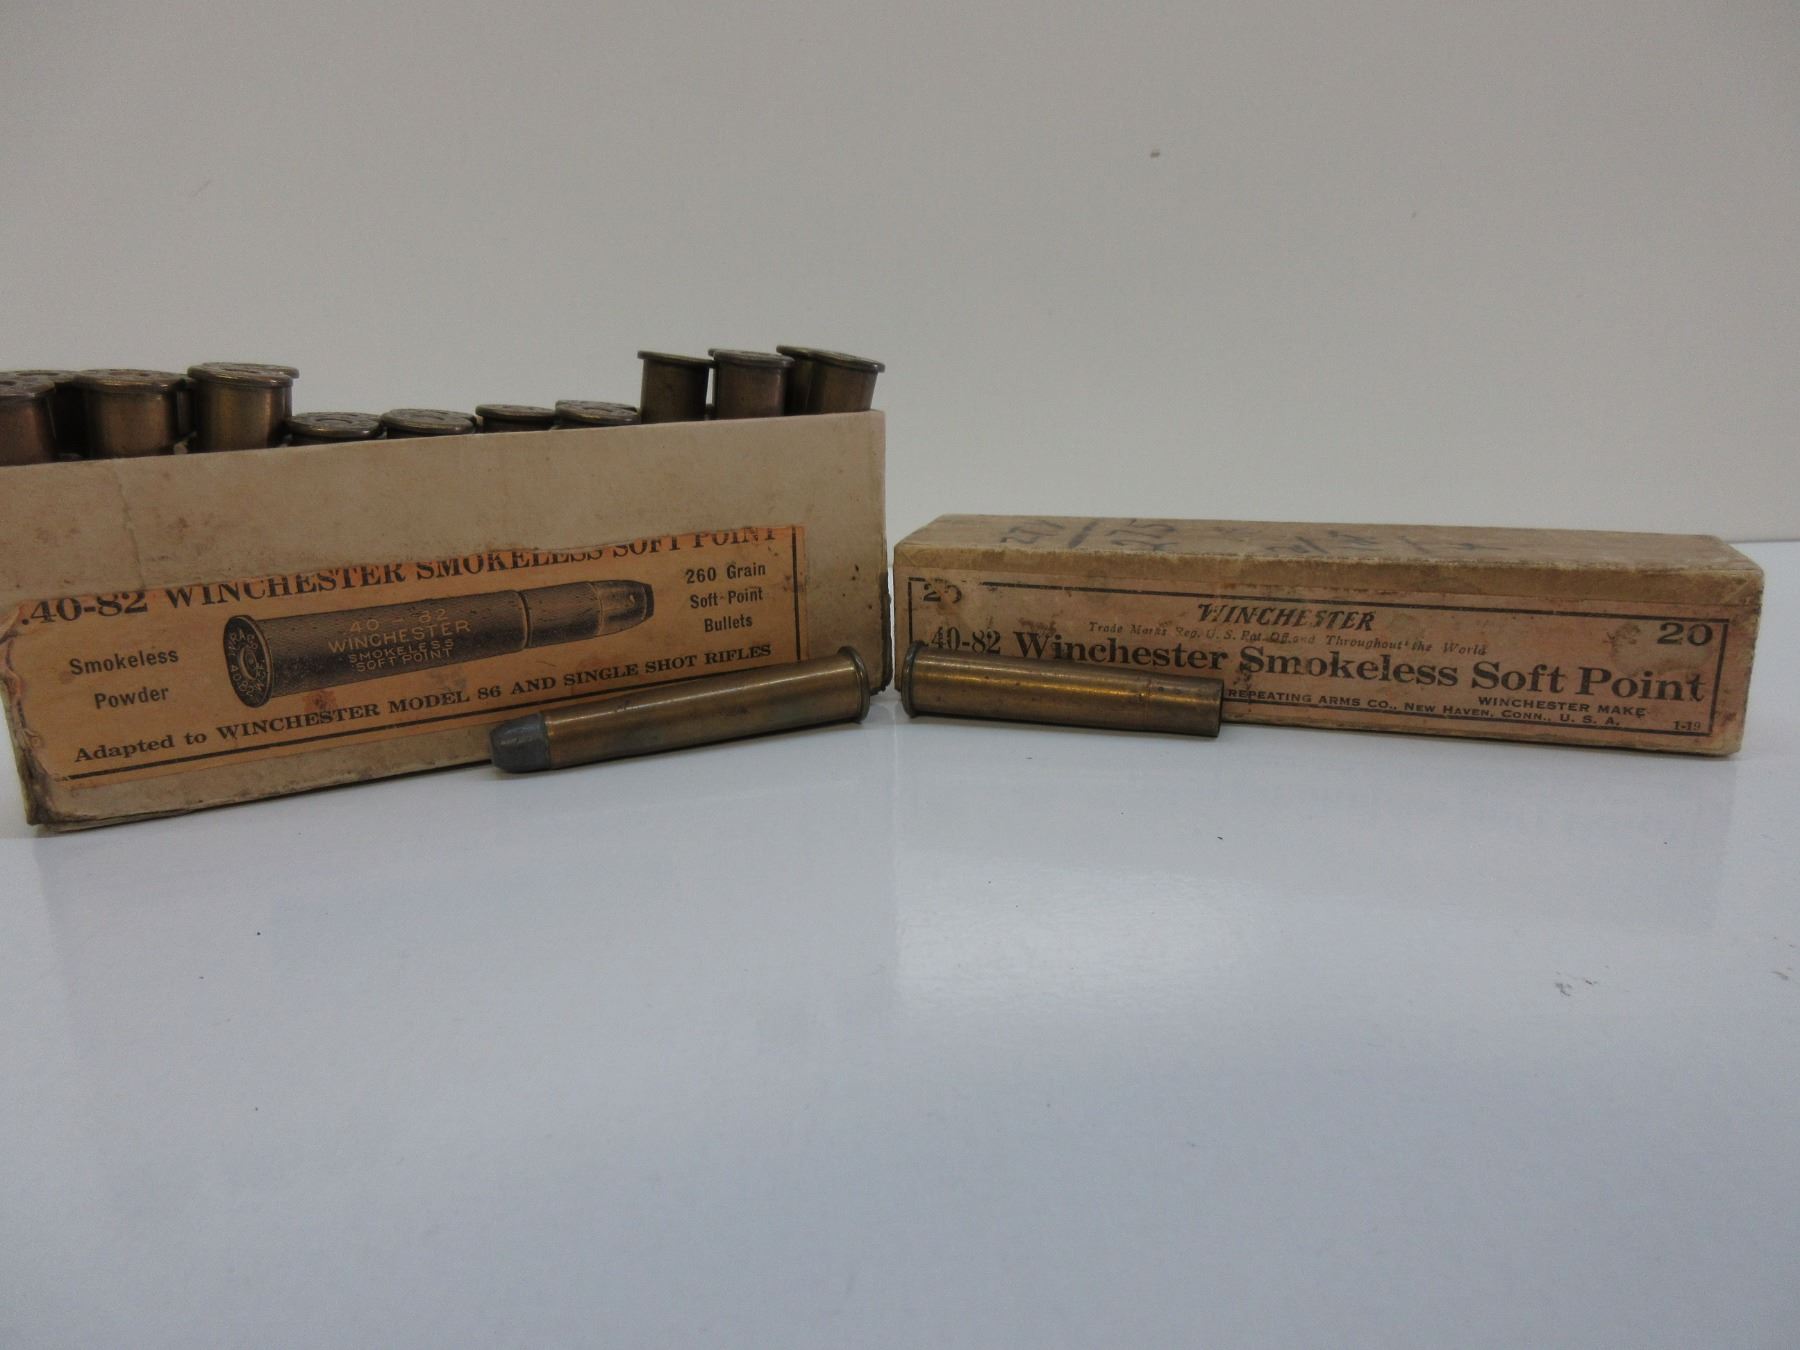 .40-82 WINCHESTER SMOKELESS SOFT POINT
Smokeless
Powder
40-82
WINCHESTER
SMOKELESS
SOFT POINT
W.R.A.
260 Grain
Soft Point
Bullets
Adapted to WINCHESTER MODEL 86 AND SINGLE SHOT RIFLES
20
WINCHESTER
20
Trade Marks Reg. U. S. Pat. Off. and Throughout the World
.40-82 Winchester Smokeless Soft Point
WINCHESTER MAKE
REPEATING ARMS CO., NEW HAVEN, CONN., U. S. A.
1-19